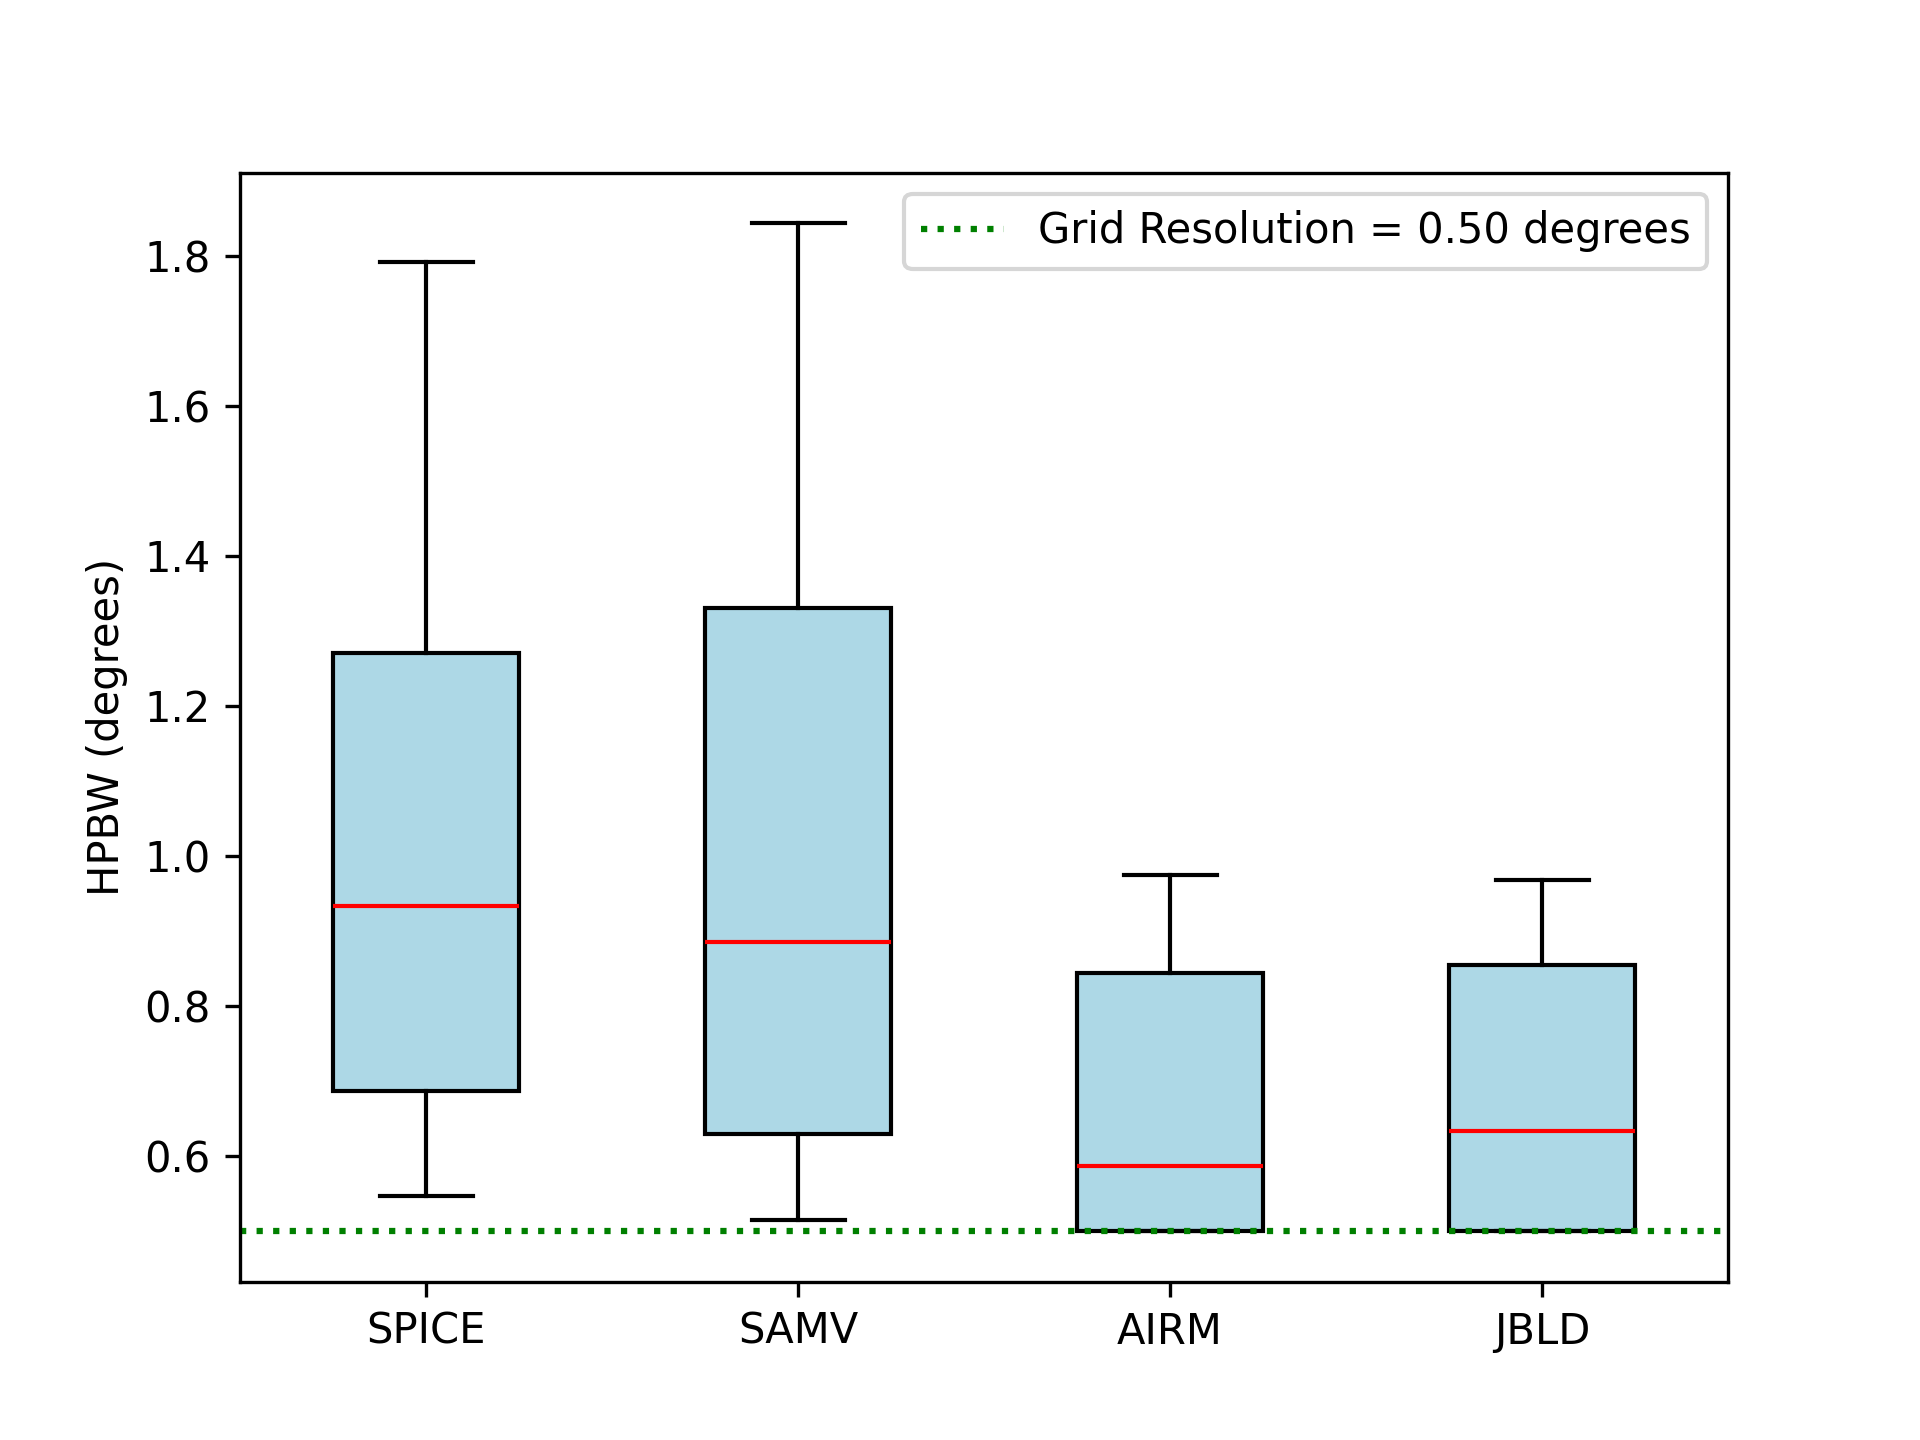 Grid Resolution = 0.50 degrees
HPBW (degrees)
1.8
1.6
1.4
1.2
1.0
0.8
0.6
SPICE SAMV AIRM JBLD